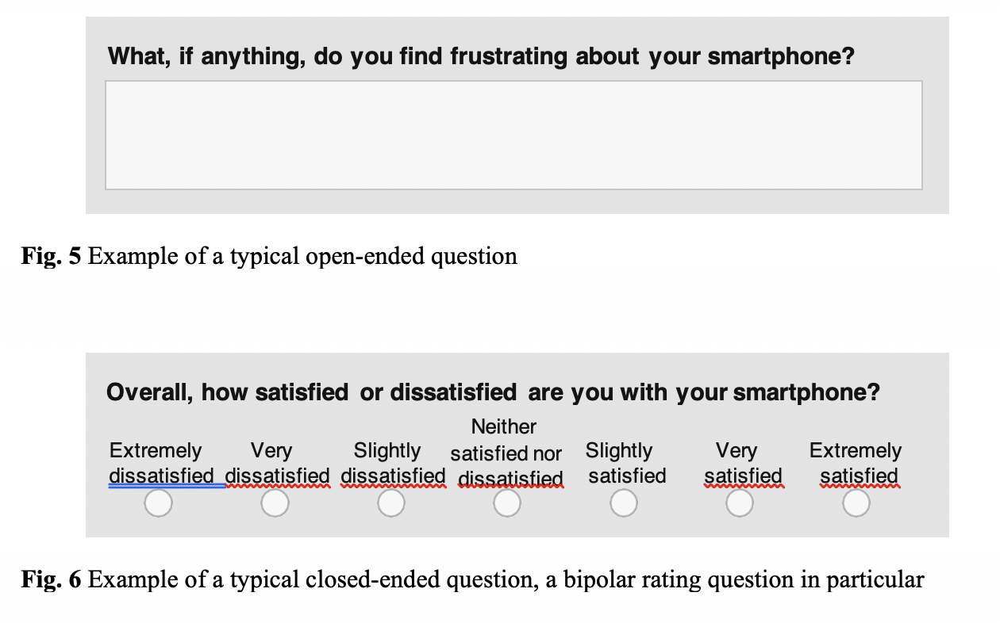 What, if anything, do you find frustrating about your smartphone?
Fig. 5 Example of a typical open-ended question
Overall, how satisfied or dissatisfied are you with your smartphone?
Extremely dissatisfied
Very dissatisfied
Slightly dissatisfied
Neither satisfied nor dissatisfied
Slightly satisfied
Very satisfied
Extremely satisfied
Fig. 6 Example of a typical closed-ended question, a bipolar rating question in particular